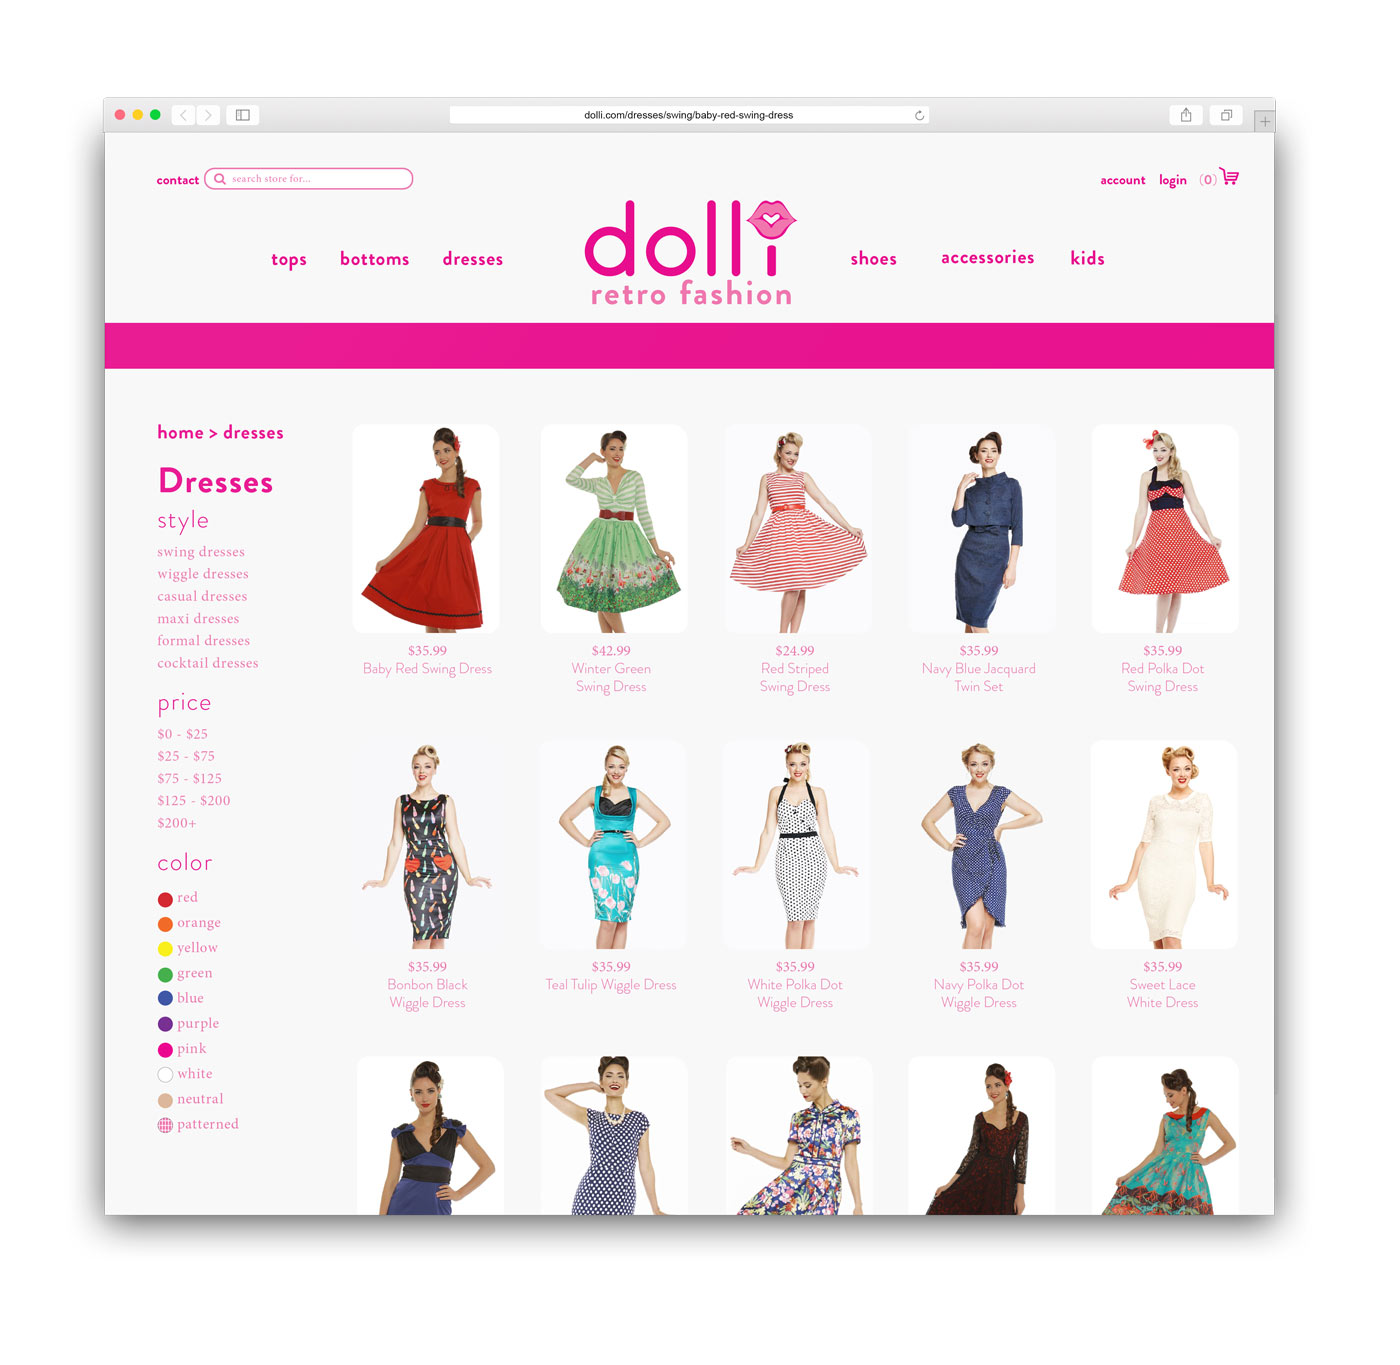 dolli.com/dresses/swing/baby-red-swing-dress
contact
search store for...
account
login
(0)
tops
bottoms
dresses
dolli
retro fashion
shoes
accessories
kids
home > dresses
Dresses
style
swing dresses
wiggle dresses
casual dresses
maxi dresses
formal dresses
cocktail dresses
price
$0 - $25
$25 - $75
$75 - $125
$125 - $200
$200+
color
red
orange
yellow
green
blue
purple
pink
white
neutral
patterned
$35.99
Baby Red Swing Dress
$42.99
Winter Green
Swing Dress
$24.99
Red Striped
Swing Dress
$35.99
Navy Blue Jacquard
Twin Set
$35.99
Red Polka Dot
Swing Dress
$35.99
Bonbon Black
Wiggle Dress
$35.99
Teal Tulip Wiggle Dress
$35.99
White Polka Dot
Wiggle Dress
$35.99
Navy Polka Dot
Wiggle Dress
$35.99
Sweet Lace
White Dress